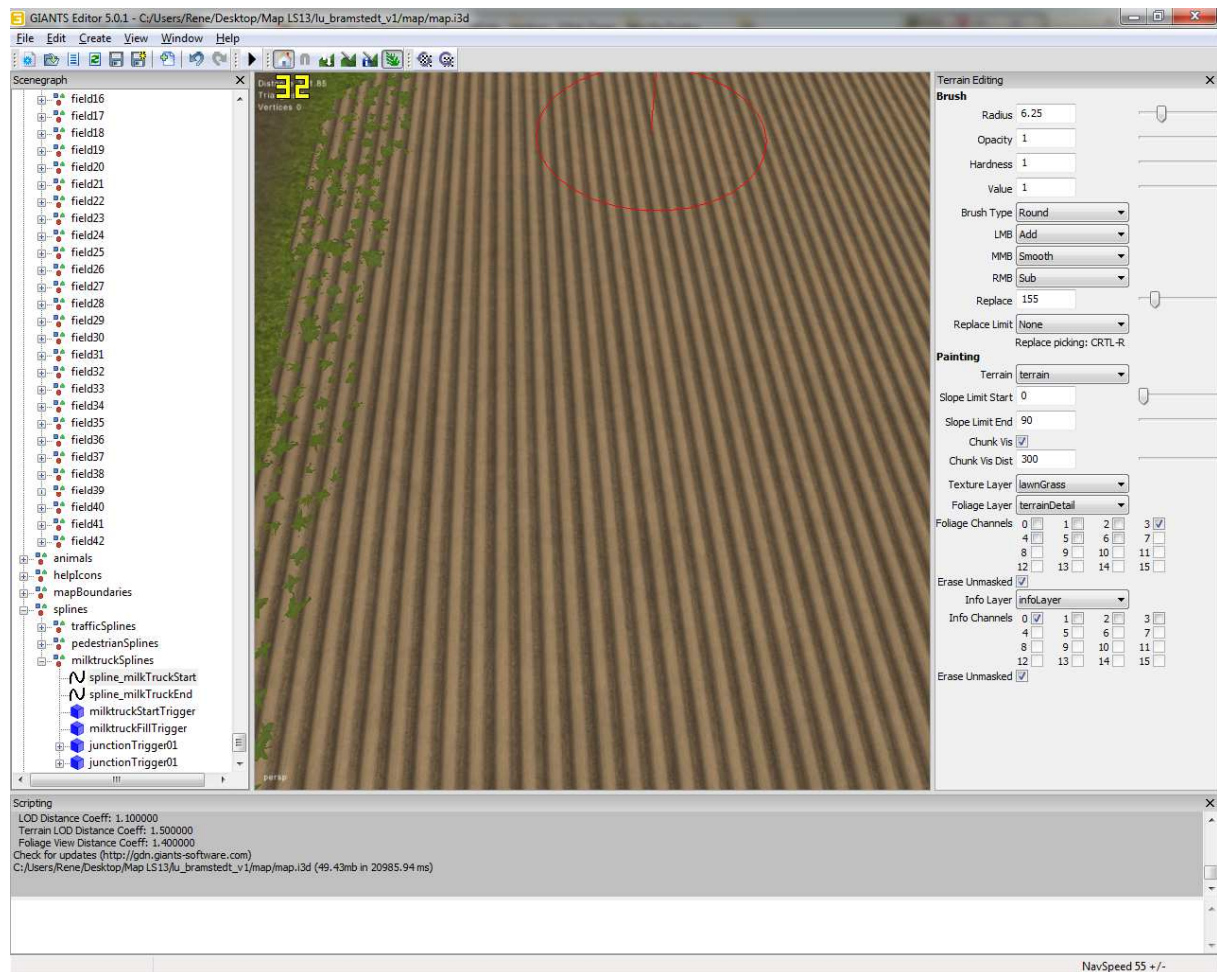 GIANTS Editor 5.0.1 - C:/Users/Rene/Desktop/Map LS13/lu_bramstedt_v1/map/map.i3d
File Edit Create View Window Help
Scenegraph
field16
field17
field18
field19
field20
field21
field22
field23
field24
field25
field26
field27
field28
field29
field30
field31
field32
field33
field34
field35
field36
field37
field38
field39
field40
field41
field42
animals
helpIcons
mapBoundaries
splines
trafficSplines
pedestrianSplines
milktruckSplines
spline_milkTruckStart
spline_milkTruckEnd
milktruckStartTrigger
milktruckFillTrigger
junctionTrigger01
junctionTrigger01
32
Vertices 0
persp
Terrain Editing
Brush
Radius 6.25
Opacity 1
Hardness 1
Value 1
Brush Type Round
LMB Add
MMB Smooth
RMB Sub
Replace 155
Replace Limit None
Replace picking: CRTL-R
Painting
Terrain terrain
Slope Limit Start 0
Slope Limit End 90
Chunk Vis
Chunk Vis Dist 300
Texture Layer lawnGrass
Foliage Layer terrainDetail
Foliage Channels 0 1 2 3
4 5 6 7
8 9 10 11
12 13 14 15
Erase Unmasked
Info Layer infoLayer
Info Channels 0 1 2 3
4 5 6 7
8 9 10 11
12 13 14 15
Erase Unmasked
Scripting
LOD Distance Coeff: 1.100000
Terrain LOD Distance Coeff: 1.500000
Foliage View Distance Coeff: 1.400000
Check for updates (http://gdn.giants-software.com)
C:/Users/Rene/Desktop/Map LS13/lu_bramstedt_v1/map/map.i3d (49.43mb in 20985.94 ms)
NavSpeed 55 +/-